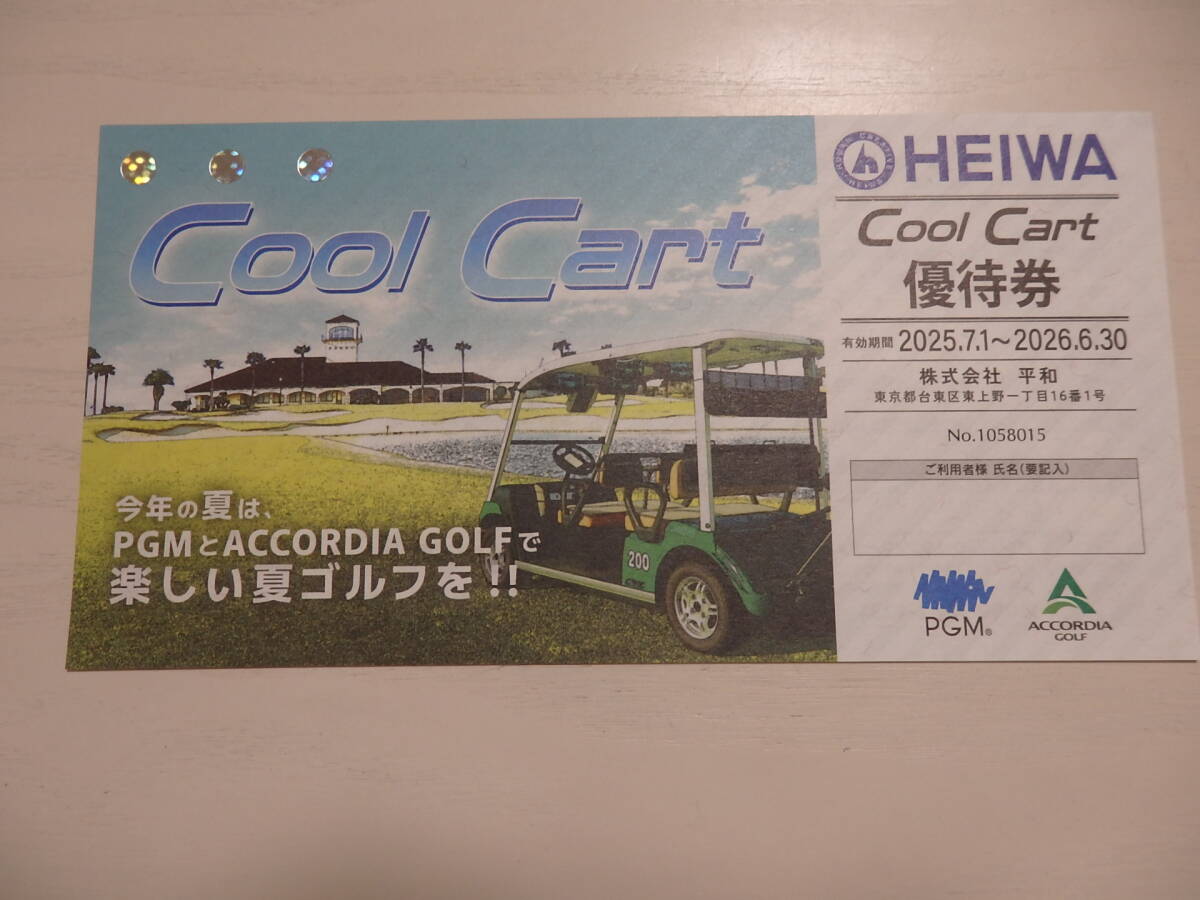 Cool Cart
今年の夏は、
PGMとACCORDIA GOLFで
楽しい夏ゴルフを!!
200
HEIWA
Cool Cart
優待券
有効期間 2025.7.1～2026.6.30
株式会社 平和
東京都台東区東上野一丁目16番1号
No.1058015
ご利用者様 氏名(要記入)
PGM®
ACCORDIA
GOLF